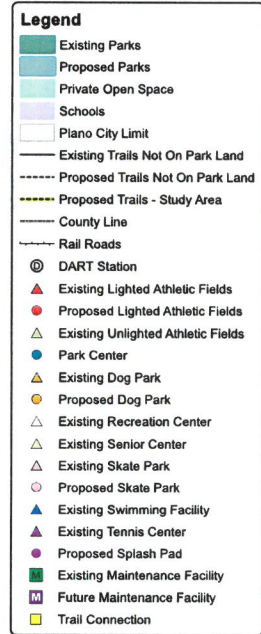 Legend
Existing Parks
Proposed Parks
Private Open Space
Schools
Plano City Limit
Existing Trails Not On Park Land
Proposed Trails Not On Park Land
Proposed Trails - Study Area
County Line
Rail Roads
D DART Station
Existing Lighted Athletic Fields
Proposed Lighted Athletic Fields
Existing Unlighted Athletic Fields
Park Center
Existing Dog Park
Proposed Dog Park
Existing Recreation Center
Existing Senior Center
Existing Skate Park
Proposed Skate Park
Existing Swimming Facility
Existing Tennis Center
Proposed Splash Pad
M Existing Maintenance Facility
M Future Maintenance Facility
Trail Connection